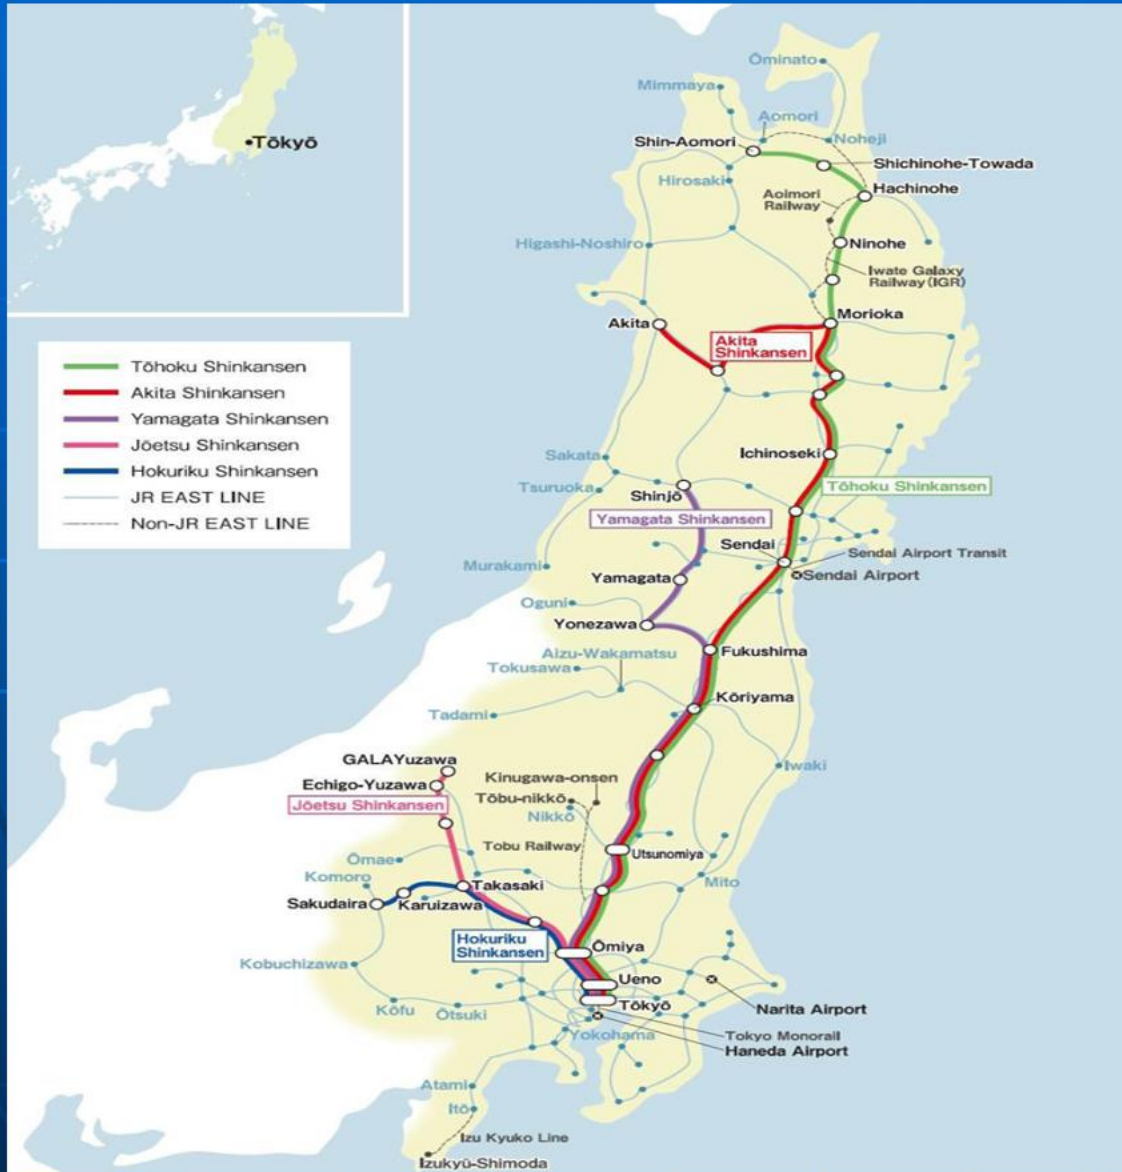 Tōkyō
Ōminato
Mimmaya
Aomori
Shin-Aomori
Noheji
Shichinohe-Towada
Hirosaki
Hachinohe
Aoimori
Railway
Higashi-Noshiro
Ninohe
Iwate Galaxy
Railway(IGR)
Akita
Morioka
Akita
Shinkansen
Tōhoku Shinkansen
Akita Shinkansen
Yamagata Shinkansen
Jōetsu Shinkansen
Hokuriku Shinkansen
JR EAST LINE
Non-JR EAST LINE
Ichinoseki
Sakata
Tsuruoka
Shinjō
Tōhoku Shinkansen
Yamagata Shinkansen
Sendai
Sendai Airport Transit
Murakami
Yamagata
Sendai Airport
Oguni
Yonezawa
Aizu-Wakamatsu
Fukushima
Tokusawa
Kōriyama
Tadami
GALAYuzawa
Iwaki
Echigo-Yuzawa
Kinugawa-onsen
Jōetsu Shinkansen
Tōbu-nikkō
Nikkō
Tobu Railway
Utsunomiya
Ōmae
Komoro
Takasaki
Mito
Sakudaira
Karuizawa
Hokuriku
Shinkansen
Ōmiya
Kobuchizawa
Ueno
Tōkyō
Kōfu
Ōtsuki
Narita Airport
Yokohama
Tokyo Monorail
Haneda Airport
Atami
Itō
Izu Kyuko Line
Izukyū-Shimoda